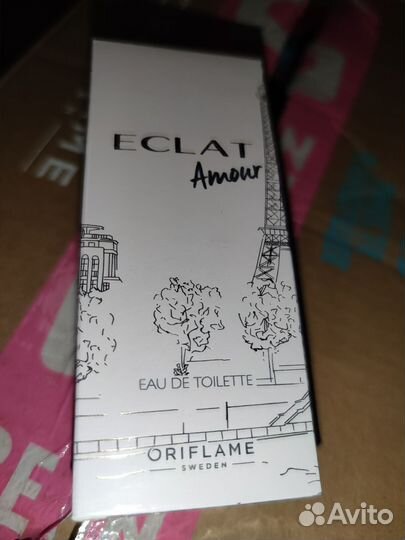 ECLAT
Amour
EAU DE TOILETTE
ORIFLAME
SWEDEN
Avito